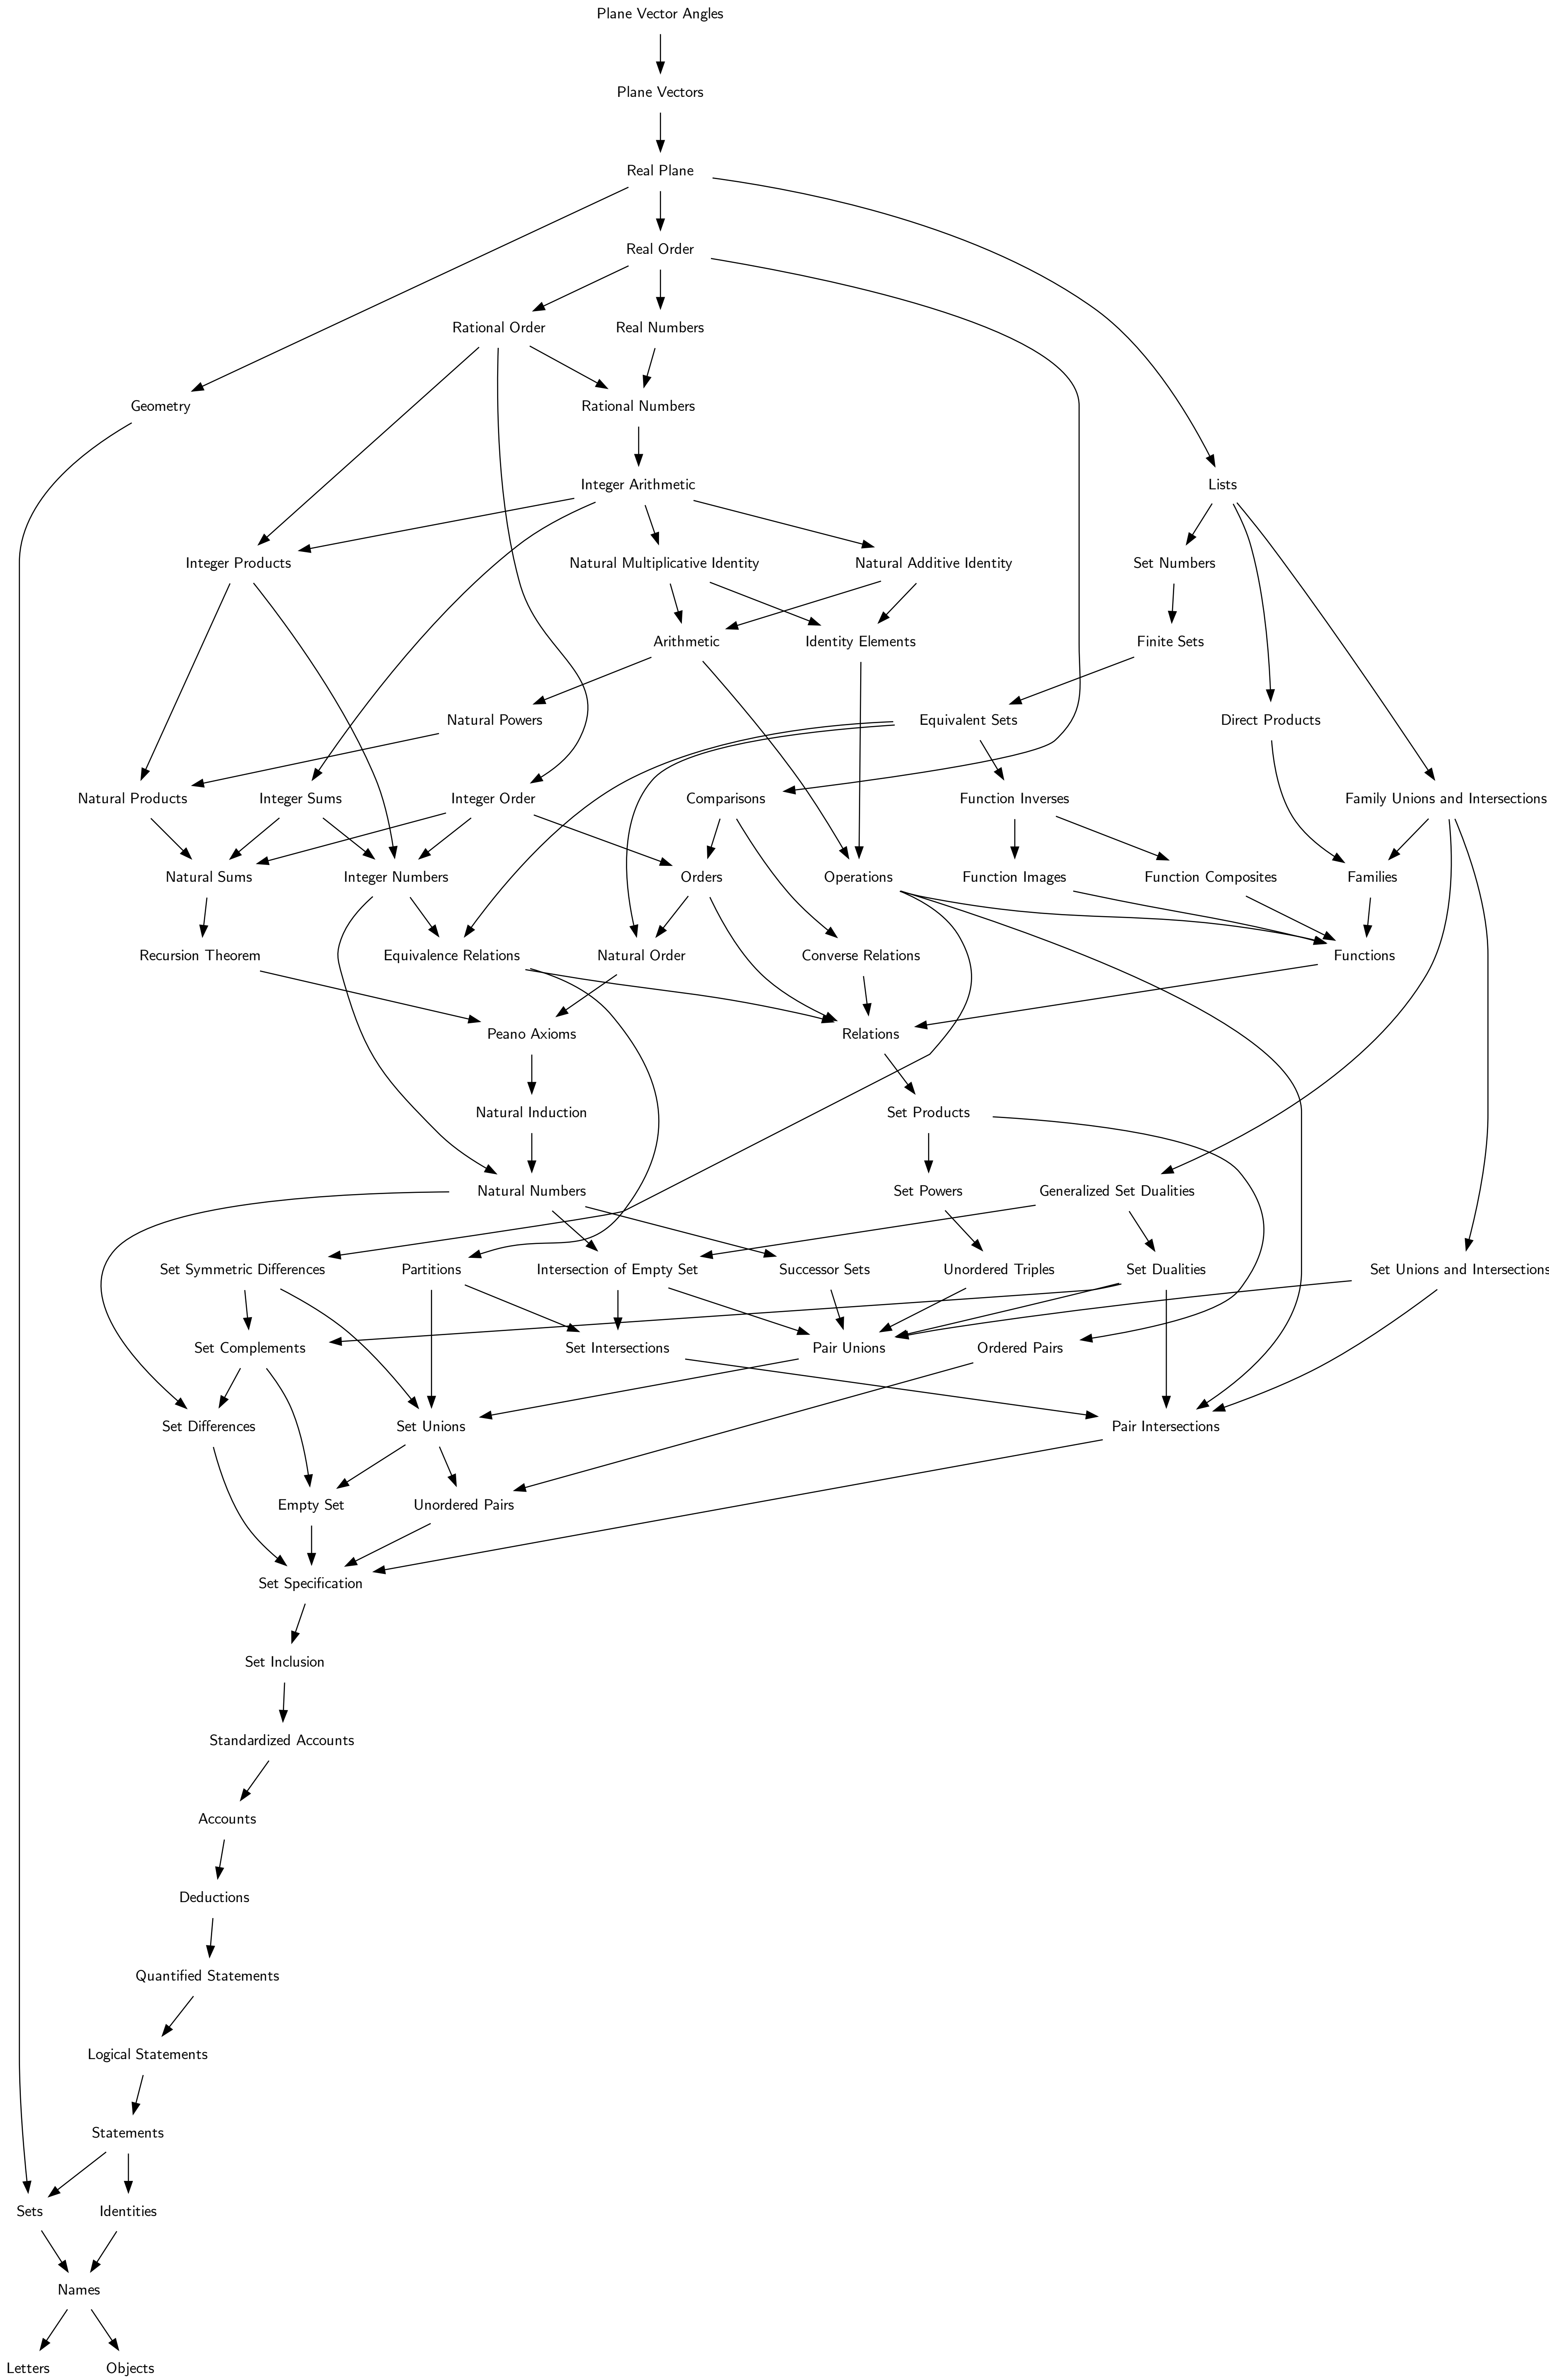 Plane Vector Angles
Plane Vectors
Real Plane
Real Order
Rational Order
Real Numbers
Geometry
Rational Numbers
Integer Arithmetic
Lists
Integer Products
Natural Multiplicative Identity
Natural Additive Identity
Set Numbers
Arithmetic
Identity Elements
Finite Sets
Natural Powers
Equivalent Sets
Direct Products
Natural Products
Integer Sums
Integer Order
Comparisons
Function Inverses
Family Unions and Intersections
Natural Sums
Integer Numbers
Orders
Operations
Function Images
Function Composites
Families
Recursion Theorem
Equivalence Relations
Natural Order
Converse Relations
Functions
Peano Axioms
Relations
Natural Induction
Set Products
Natural Numbers
Set Powers
Generalized Set Dualities
Set Symmetric Differences
Partitions
Intersection of Empty Set
Successor Sets
Unordered Triples
Set Dualities
Set Unions and Intersections
Set Complements
Set Intersections
Pair Unions
Ordered Pairs
Set Differences
Set Unions
Pair Intersections
Empty Set
Unordered Pairs
Set Specification
Set Inclusion
Standardized Accounts
Accounts
Deductions
Quantified Statements
Logical Statements
Statements
Sets
Identities
Names
Letters
Objects